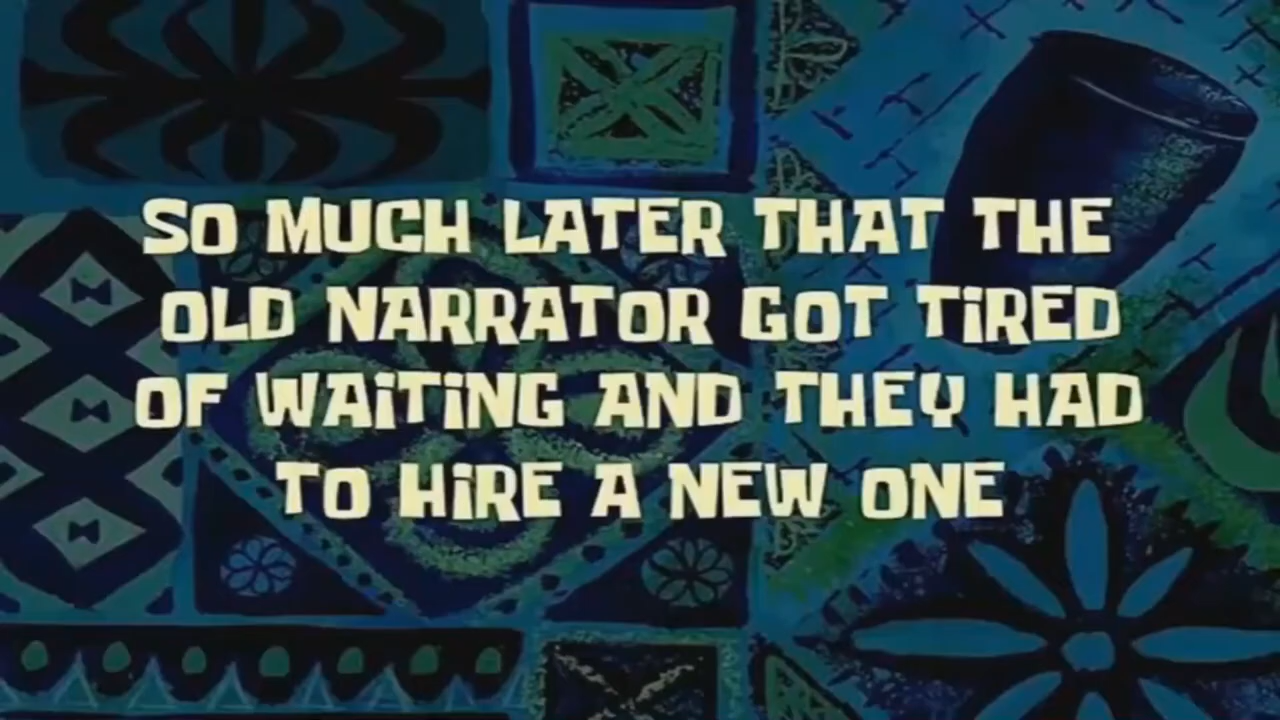 SO MUCH LATER THAT THE
OLD NARRATOR GOT TiRED
OF WAiTiNG AND THEY HAD
TO HiRE A NEW ONE